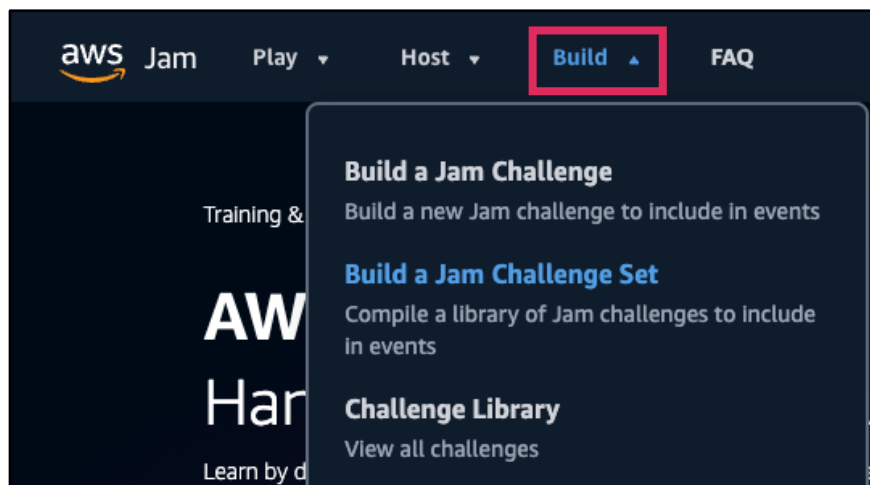 aws Jam Play Host Build FAQ
Build a Jam Challenge
Training &
Build a new Jam challenge to include in events
Build a Jam Challenge Set
AW
Compile a library of Jam challenges to include
in events
Har
Challenge Library
View all challenges
Learn by d